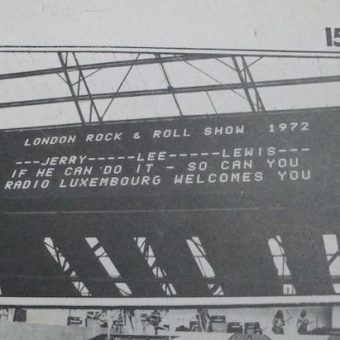 15
LONDON ROCK & ROLL SHOW 1972
---JERRY-----LEE-----LEWIS---
IF HE CAN DO IT - SO CAN YOU
RADIO LUXEMBOURG WELCOMES YOU